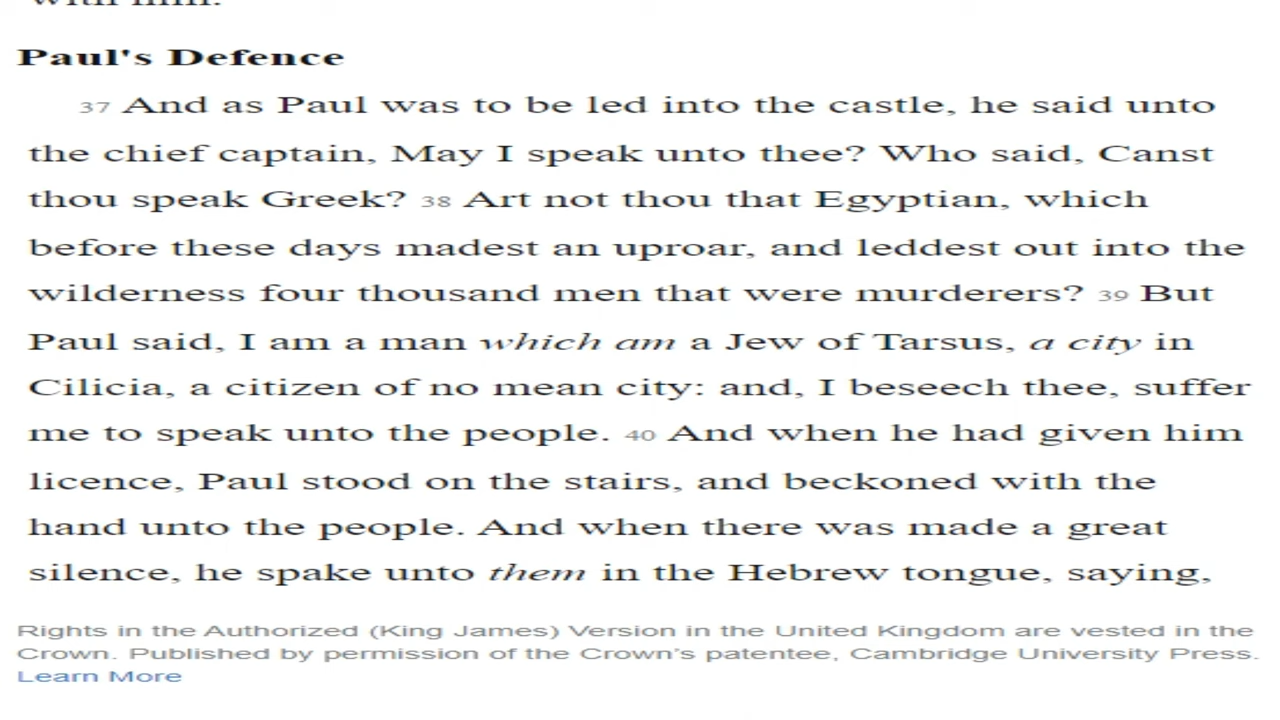 with him.
Paul's Defence
37 And as Paul was to be led into the castle, he said unto
the chief captain, May I speak unto thee? Who said, Canst
thou speak Greek? 38 Art not thou that Egyptian, which
before these days madest an uproar, and leddest out into the
wilderness four thousand men that were murderers? 39 But
Paul said, I am a man which am a Jew of Tarsus, a city in
Cilicia, a citizen of no mean city: and, I beseech thee, suffer
me to speak unto the people. 40 And when he had given him
licence, Paul stood on the stairs, and beckoned with the
hand unto the people. And when there was made a great
silence, he spake unto them in the Hebrew tongue, saying,
Rights in the Authorized (King James) Version in the United Kingdom are vested in the
Crown. Published by permission of the Crown's patentee, Cambridge University Press.
Learn More